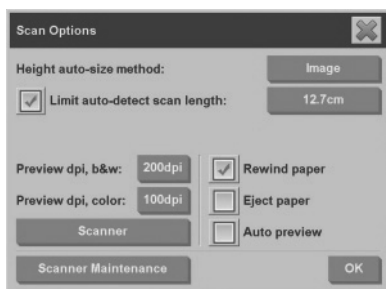 Scan Options
Height auto-size method: Image
Limit auto-detect scan length: 12.7cm
Preview dpi, b&w: 200dpi Rewind paper
Preview dpi, color: 100dpi Eject paper
Scanner Auto preview
Scanner Maintenance OK